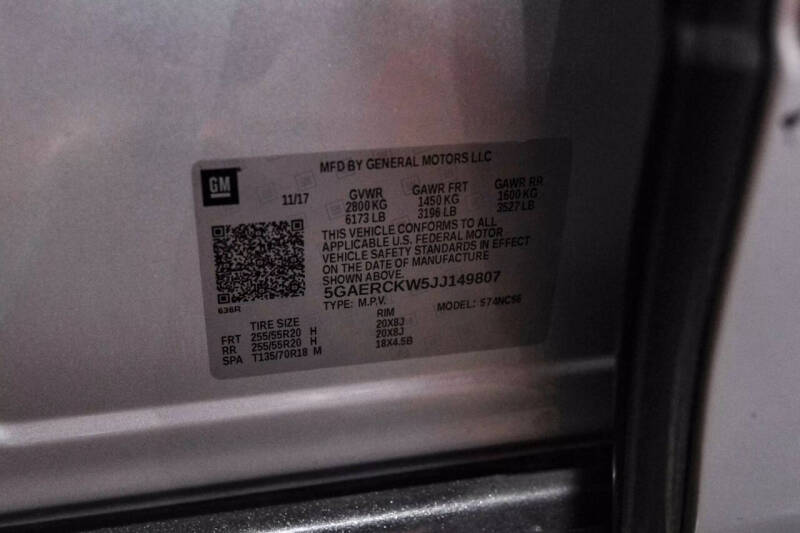 MFD BY GENERAL MOTORS LLC
GM
11/17 GVWR GAWR FRT GAWR RR
2800 KG 1450 KG 1600 KG
6173 LB 3196 LB 3527 LB
THIS VEHICLE CONFORMS TO ALL
APPLICABLE U.S. FEDERAL MOTOR
VEHICLE SAFETY STANDARDS IN EFFECT
ON THE DATE OF MANUFACTURE
SHOWN ABOVE.
5GAERCKW5JJ149807
TYPE: M.P.V. MODEL:
TIRE SIZE RIM
FRT 255/55R20 H 20X8J
RR 255/55R20 H 20X8J
SPA T135/70R18 M 18X4.5B